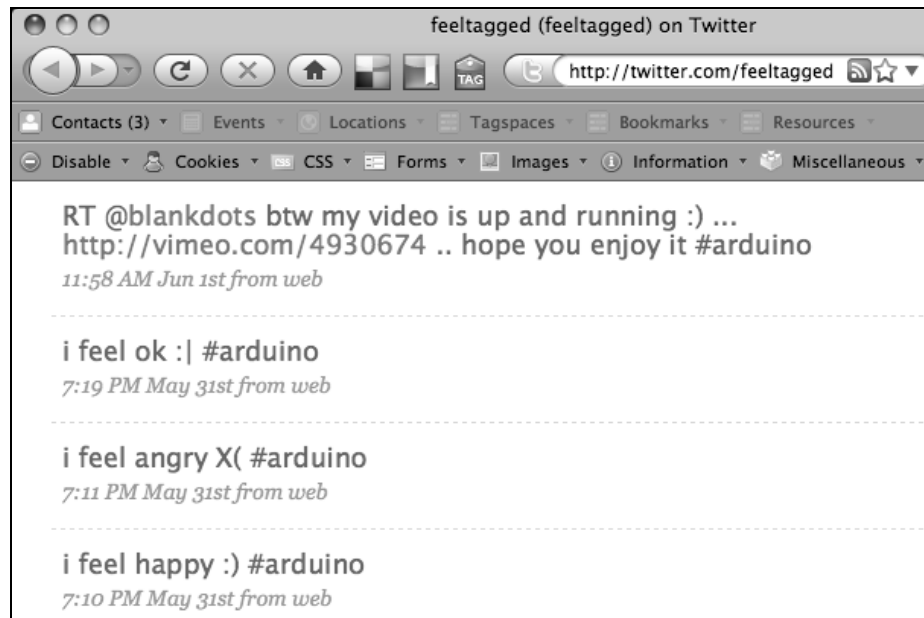 feeltagged (feeltagged) on Twitter
TAG http://twitter.com/feeltagged
Contacts (3) Events Locations Tagspaces Bookmarks Resources
Disable Cookies CSS CSS Forms Images Information Miscellaneous
RT @blankdots btw my video is up and running :) ...
http://vimeo.com/4930674 .. hope you enjoy it #arduino
11:58 AM Jun 1st from web
i feel ok :| #arduino
7:19 PM May 31st from web
i feel angry X( #arduino
7:11 PM May 31st from web
i feel happy :) #arduino
7:10 PM May 31st from web